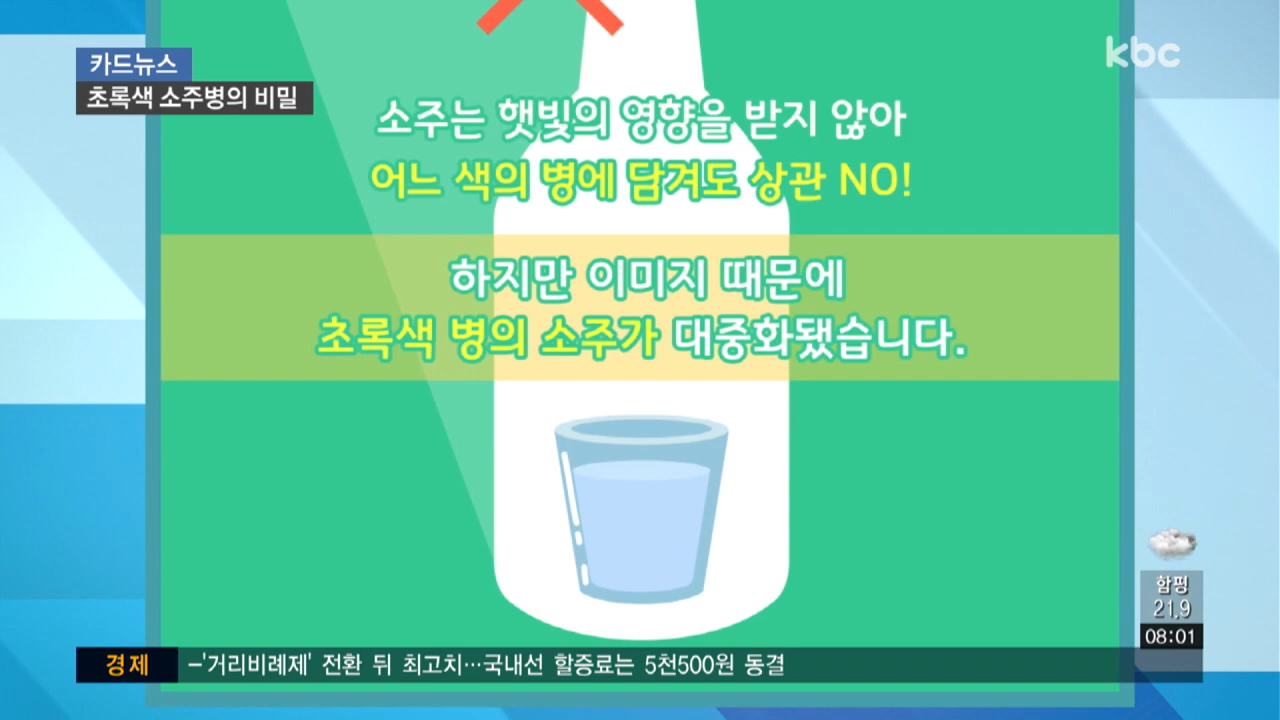 카드뉴스
kbc
초록색 소주병의 비밀
소주는 햇빛의 영향을 받지 않아
어느 색의 병에 담겨도 상관 NO!
하지만 이미지 때문에
초록색 병의 소주가 대중화됐습니다.
함평
21.9
08:01
경제 -'거리비례제' 전환 뒤 최고치…국내선 할증료는 5천500원 동결